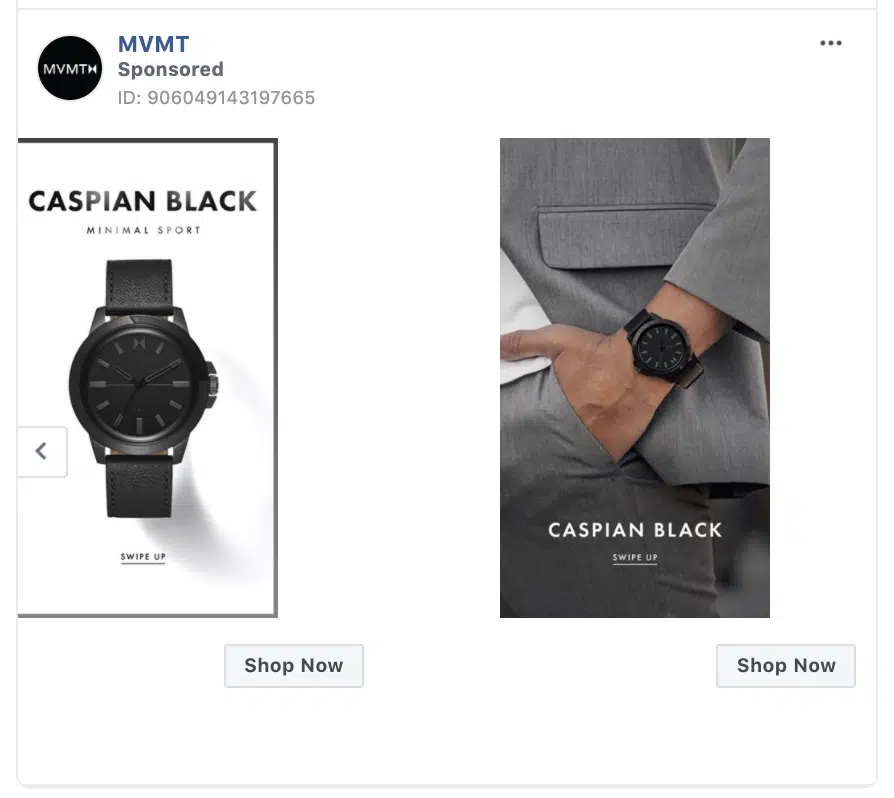 MVMT
MVMT
Sponsored
ID: 906049143197665
CASPIAN BLACK
MINIMAL SPORT
SWIPE UP
CASPIAN BLACK
SWIPE UP
Shop Now
Shop Now